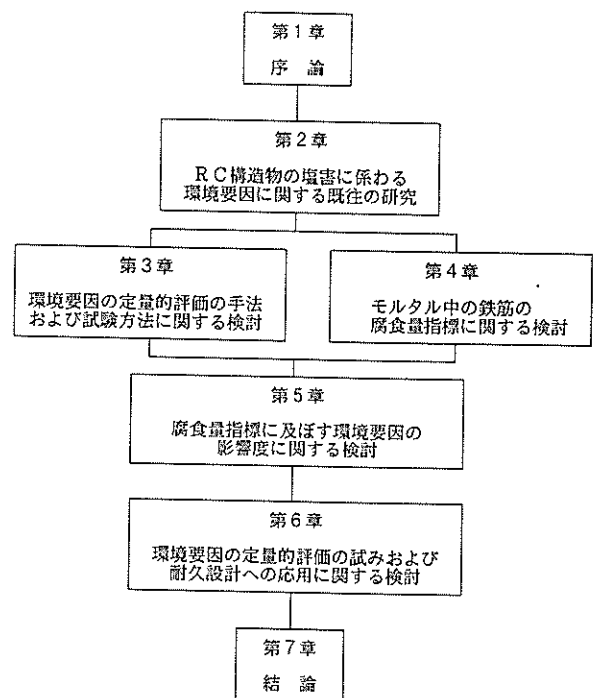 第1章
序 論
第2章
RC構造物の塩害に係わる
環境要因に関する既往の研究
第3章
環境要因の定量的評価の手法
および試験方法に関する検討
第4章
モルタル中の鉄筋の
腐食量指標に関する検討
第5章
腐食量指標に及ぼす環境要因の
影響度に関する検討
第6章
環境要因の定量的評価の試みおよび
耐久設計への応用に関する検討
第7章
結 論